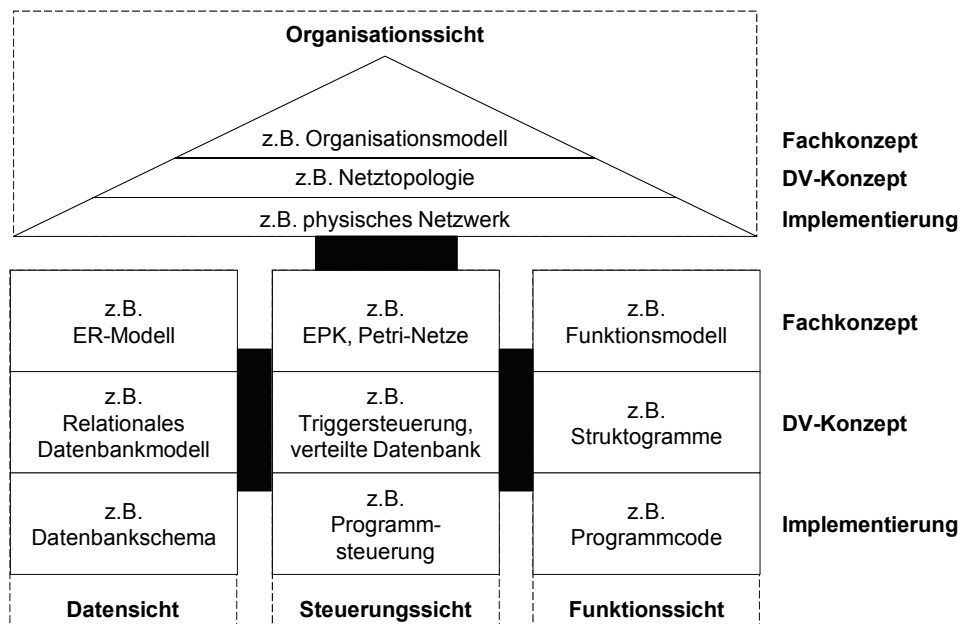 Organisationssicht
z.B. Organisationsmodell
Fachkonzept
z.B. Netztopologie
DV-Konzept
z.B. physisches Netzwerk
Implementierung
z.B.
ER-Modell
z.B.
EPK, Petri-Netze
z.B.
Funktionsmodell
Fachkonzept
z.B.
Relationales
Datenbankmodell
z.B.
Triggersteuerung,
verteilte Datenbank
z.B.
Struktogramme
DV-Konzept
z.B.
Datenbankschema
z.B.
Programm-
steuerung
z.B.
Programmcode
Implementierung
Datensicht
Steuerungssicht
Funktionssicht